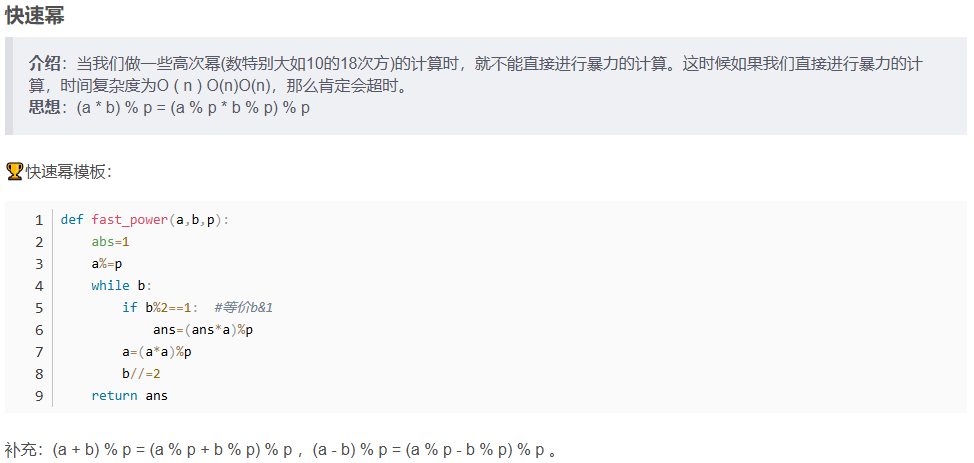 快速幂
介绍：当我们做一些高次幂(数特别大如10的18次方)的计算时，就不能直接进行暴力的计算。这时候如果我们直接进行暴力的计
算，时间复杂度为O ( n ) O(n)O(n)，那么肯定会超时。
思想：(a * b) % p = (a % p * b % p) % p
🏆快速幂模板：
1 def fast_power(a,b,p):
2     abs=1
3     a%=p
4     while b:
5         if b%2==1:  #等价b&1
6             ans=(ans*a)%p
7         a=(a*a)%p
8         b//=2
9     return ans
补充：(a + b) % p = (a % p + b % p) % p ，(a - b) % p = (a % p - b % p) % p 。